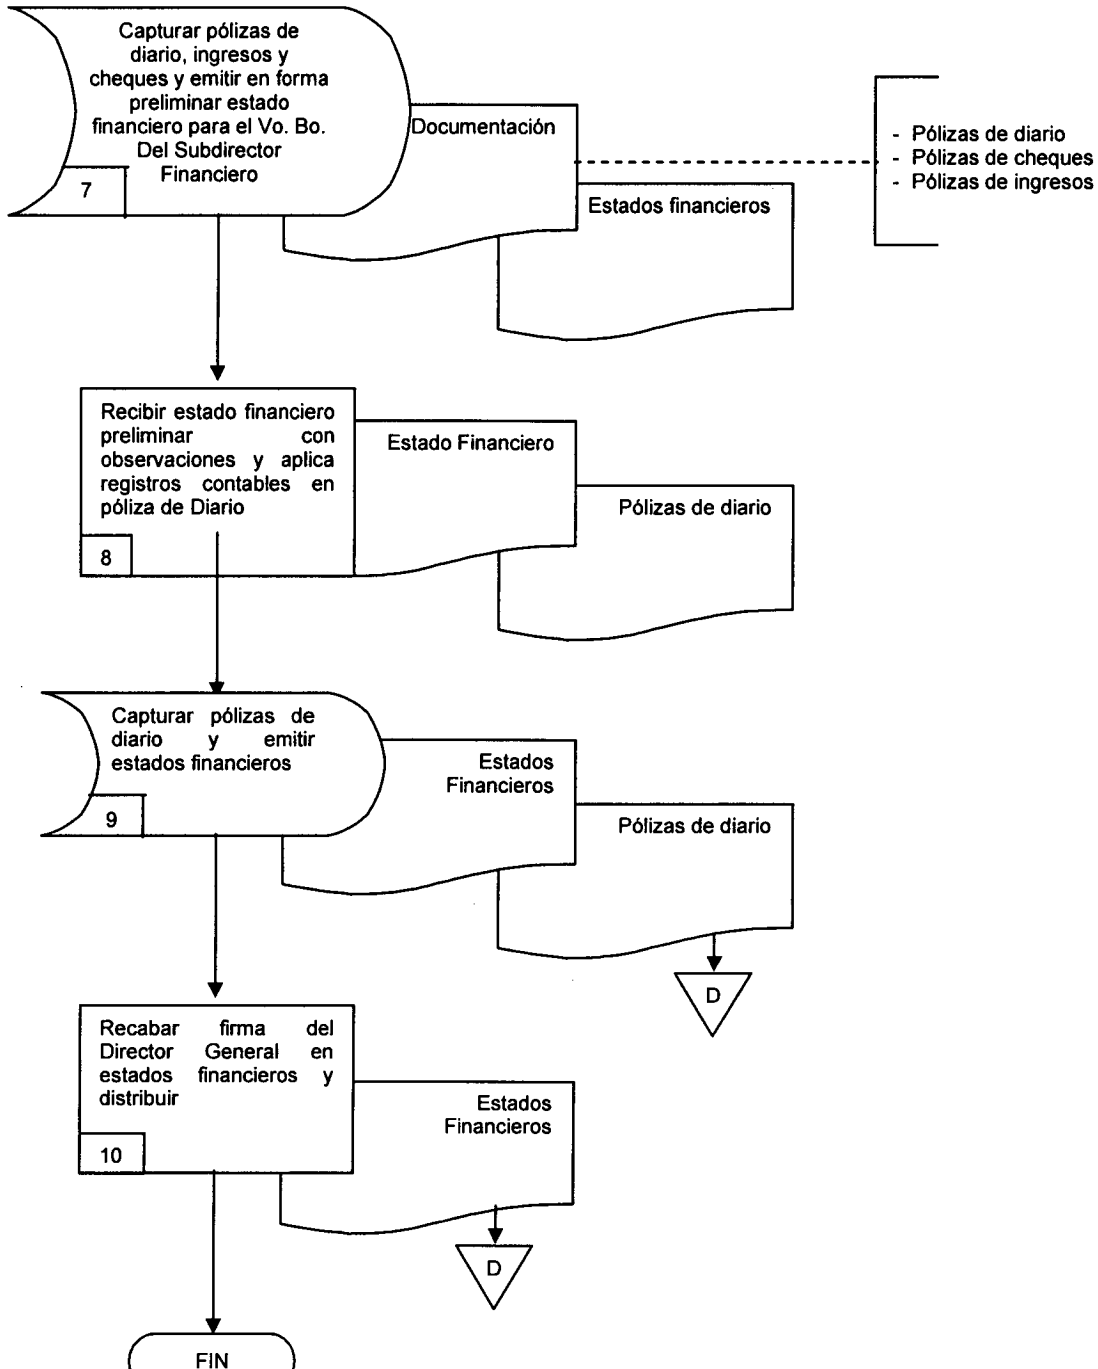 Capturar pólizas de
diario, ingresos y
cheques y emitir en forma
preliminar estado
financiero para el Vo. Bo.
Del Subdirector
Financiero
7
Documentación
Estados financieros
- Pólizas de diario
- Pólizas de cheques
- Pólizas de ingresos
Recibir estado financiero
preliminar con
observaciones y aplica
registros contables en
póliza de Diario
8
Estado Financiero
Pólizas de diario
Capturar pólizas de
diario y emitir
estados financieros
9
Estados
Financieros
Pólizas de diario
D
Recabar firma del
Director General en
estados financieros y
distribuir
10
Estados
Financieros
D
FIN